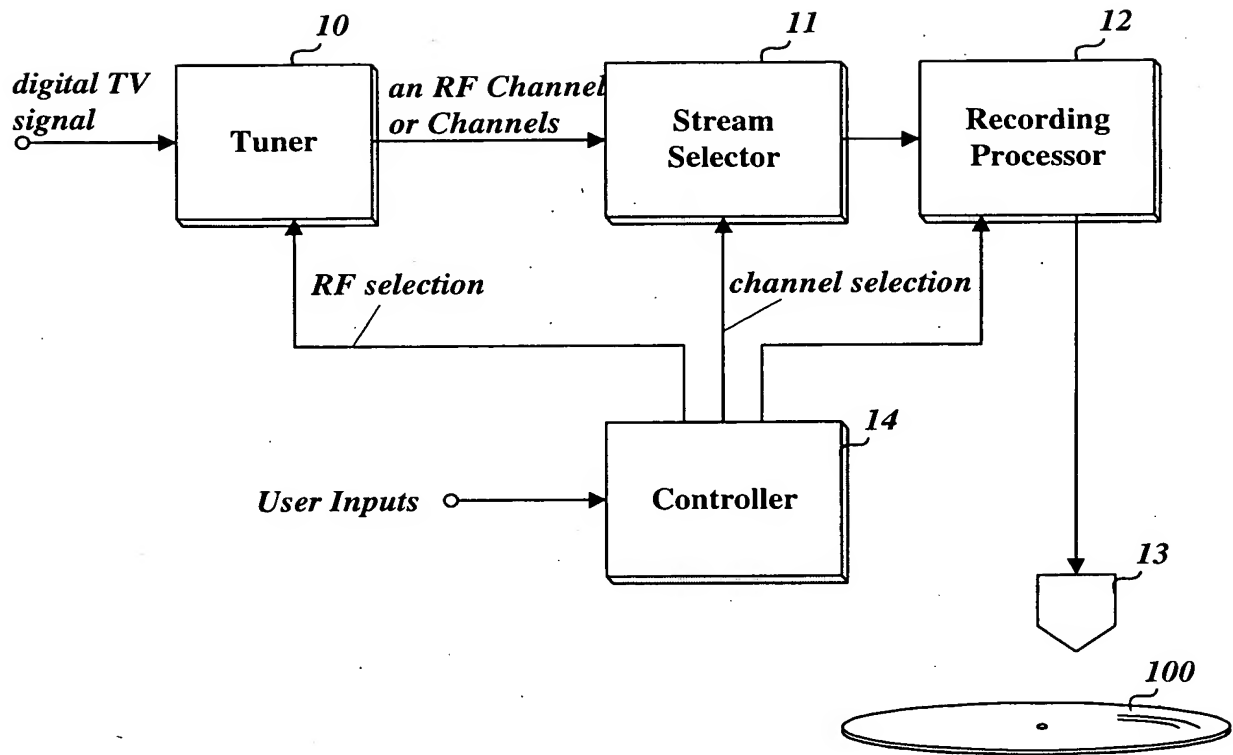 10
11
12
digital TV
signal
Tuner
an RF Channel
or Channels
Stream
Selector
Recording
Processor
RF selection
channel selection
14
User Inputs
Controller
13
100